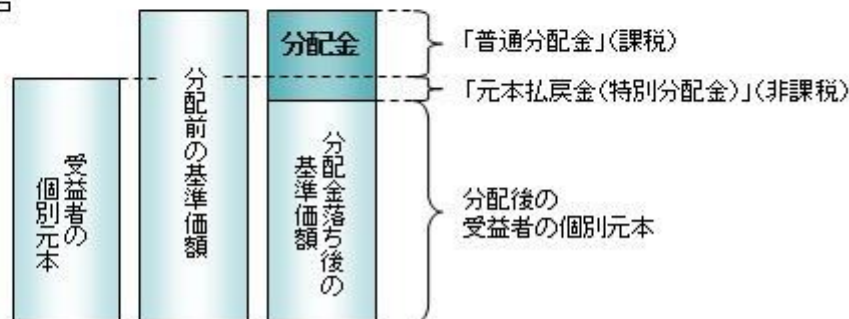 分配金
「普通分配金」(課税)
「元本払戻金(特別分配金)」(非課税)
受益者の
個別元本
分配前の基準価額
分配金落ち後の
基準価額
分配後の
受益者の個別元本